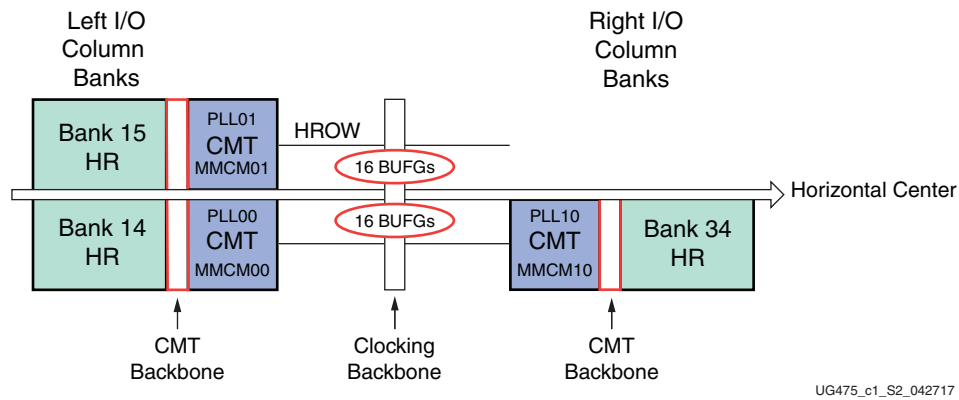 Left I/O
Column
Banks
Right I/O
Column
Banks
Bank 15
HR
PLL01
CMT
MMCM01
HROW
16 BUFGs
Horizontal Center
Bank 14
HR
PLL00
CMT
MMCM00
16 BUFGs
PLL10
CMT
MMCM10
Bank 34
HR
CMT
Backbone
Clocking
Backbone
CMT
Backbone
UG475_c1_S2_042717